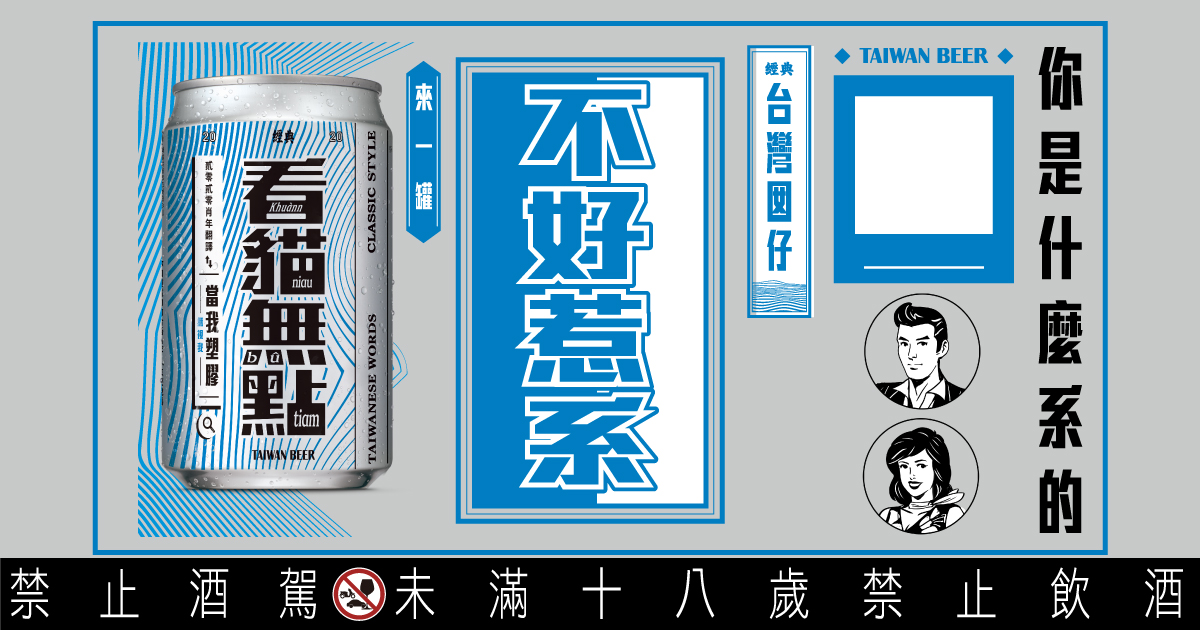 你是什麼系的
TAIWAN BEER
經典
台灣囡仔
不好惹系
來一罐
20 經典 20
看貓無點
Khuànn
niau
bû
tiam
貳零貳零肖年翻譯
當我塑膠
CLASSIC STYLE
TAIWANESE WORDS
TAIWAN BEER
禁止酒駕 未滿十八歲禁止飲酒